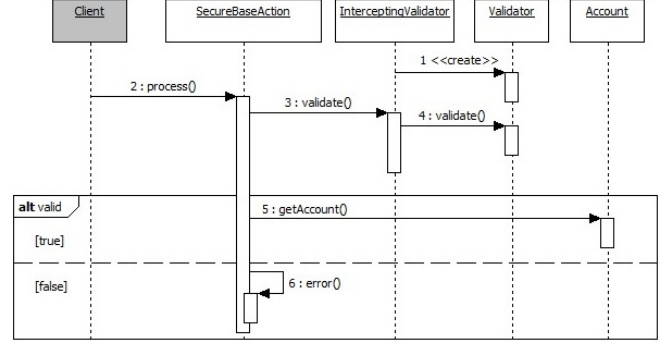 Client SecureBaseAction InterceptingValidator Validator Account
1 <<create>>
2 : process()
3 : validate()
4 : validate()
alt valid
5 : getAccount()
[true]
[false]
6 : error()